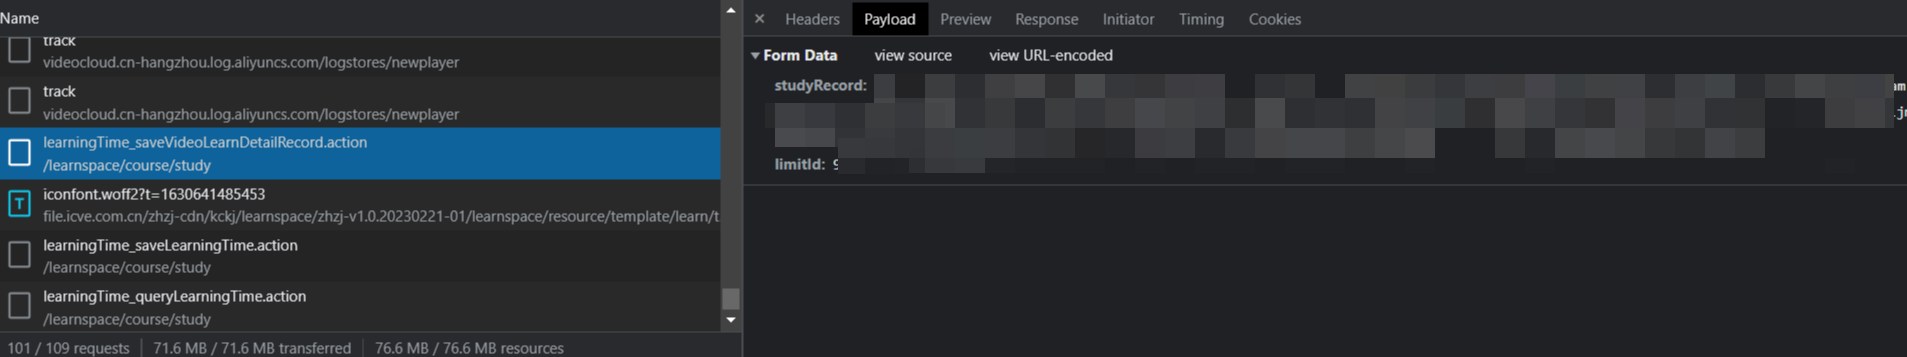 Name
track
videocloud.cn-hangzhou.log.aliyuncs.com/logstores/newplayer
track
videocloud.cn-hangzhou.log.aliyuncs.com/logstores/newplayer
learningTime_saveVideoLearnDetailRecord.action
/learnspace/course/study
iconfont.woff2?t=1630641485453
file.icve.com.cn/zhzj-cdn/kckj/learnspace/zhzj-v1.0.20230221-01/learnspace/resource/template/learn/t
learningTime_saveLearningTime.action
/learnspace/course/study
learningTime_queryLearningTime.action
/learnspace/course/study
101 / 109 requests 71.6 MB / 71.6 MB transferred 76.6 MB / 76.6 MB resources
× Headers Payload Preview Response Initiator Timing Cookies
▼ Form Data view source view URL-encoded
studyRecord:
limitId: